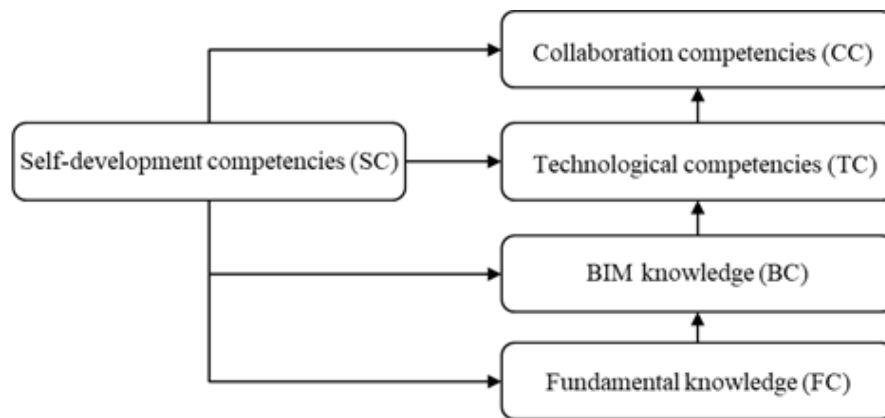 Collaboration competencies (CC)
Self-development competencies (SC)
Technological competencies (TC)
BIM knowledge (BC)
Fundamental knowledge (FC)